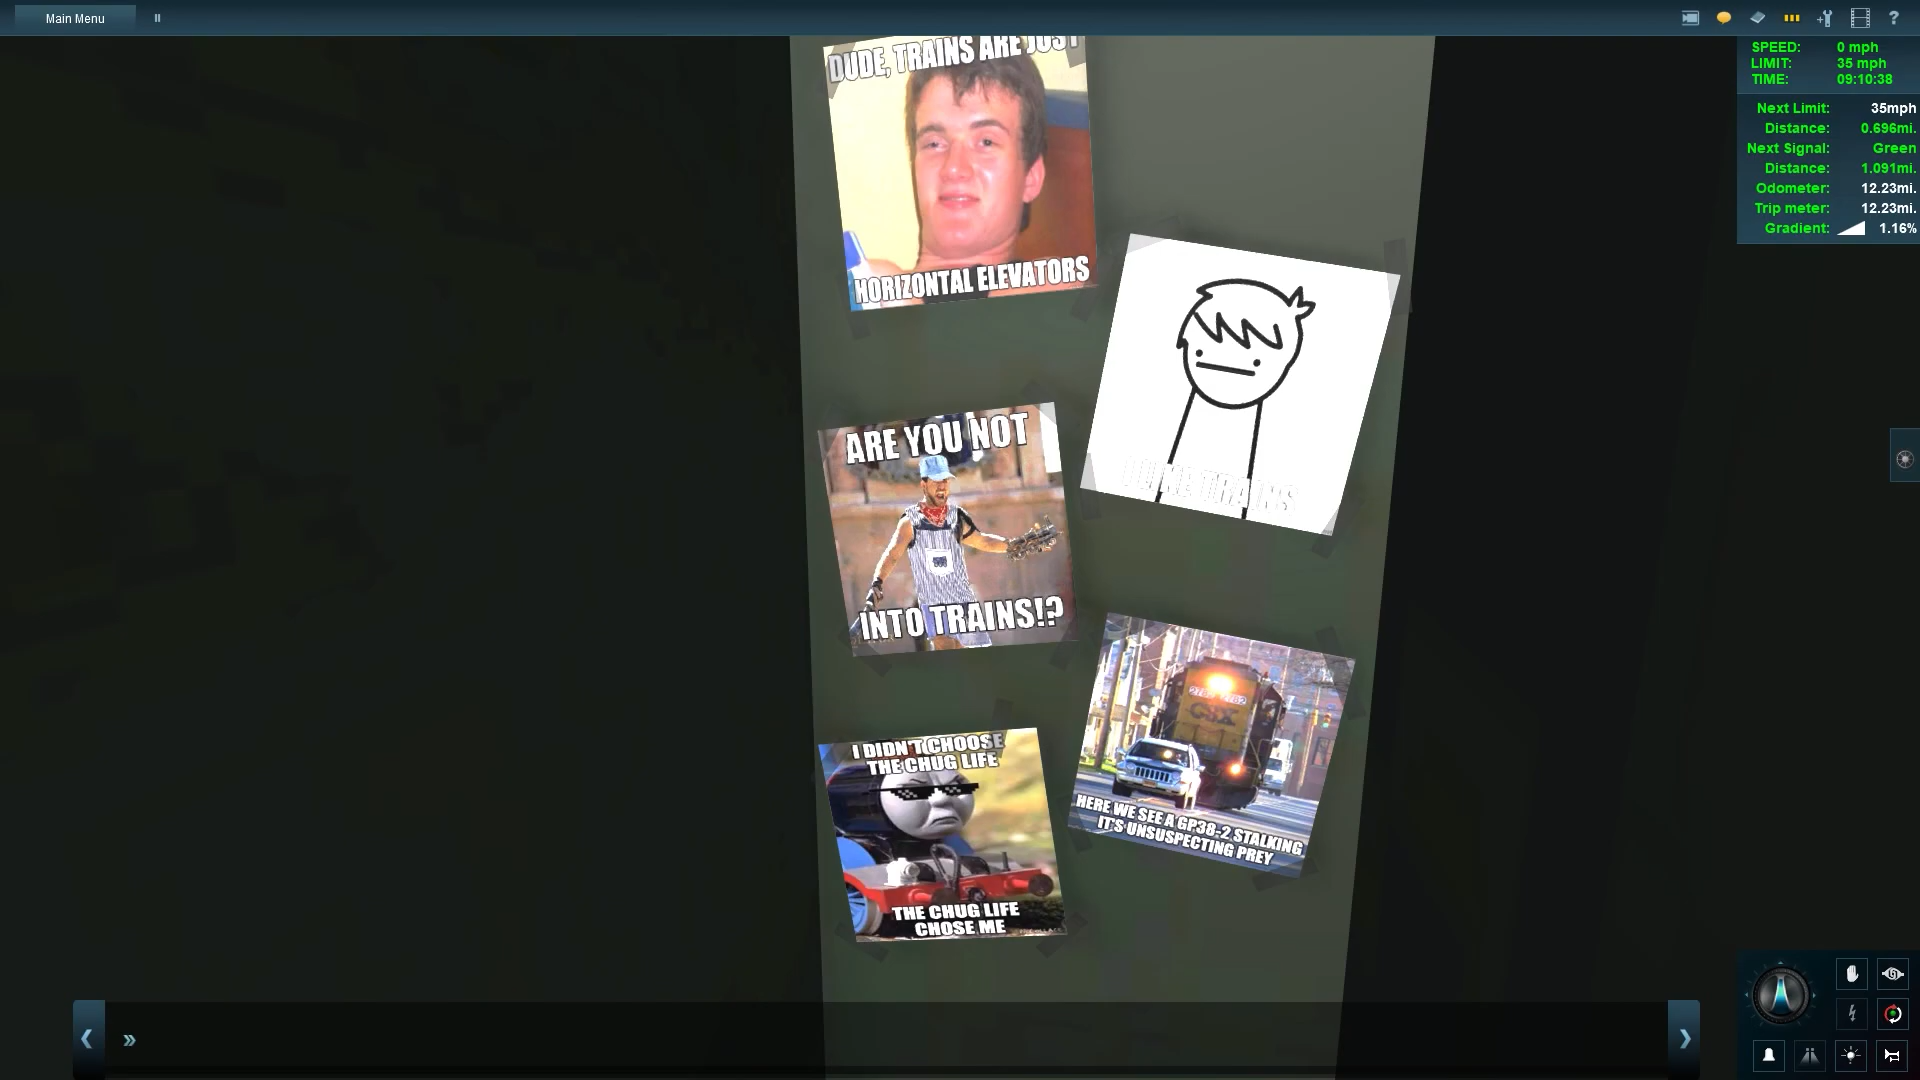 Main Menu
SPEED: 0 mph
LIMIT: 35 mph
TIME: 09:10:38
Next Limit: 35mph
Distance: 0.696mi.
Next Signal: Green
Distance: 1.091mi.
Odometer: 12.23mi.
Trip meter: 12.23mi.
Gradient: 1.16%
DUDE, TRAINS ARE JUST
HORIZONTAL ELEVATORS
I LIKE TRAINS
ARE YOU NOT
INTO TRAINS!?
CSX
HERE WE SEE A GP38-2 STALKING
IT'S UNSUSPECTING PREY
I DIDN'T CHOOSE
THE CHUG LIFE
THE CHUG LIFE
CHOSE ME